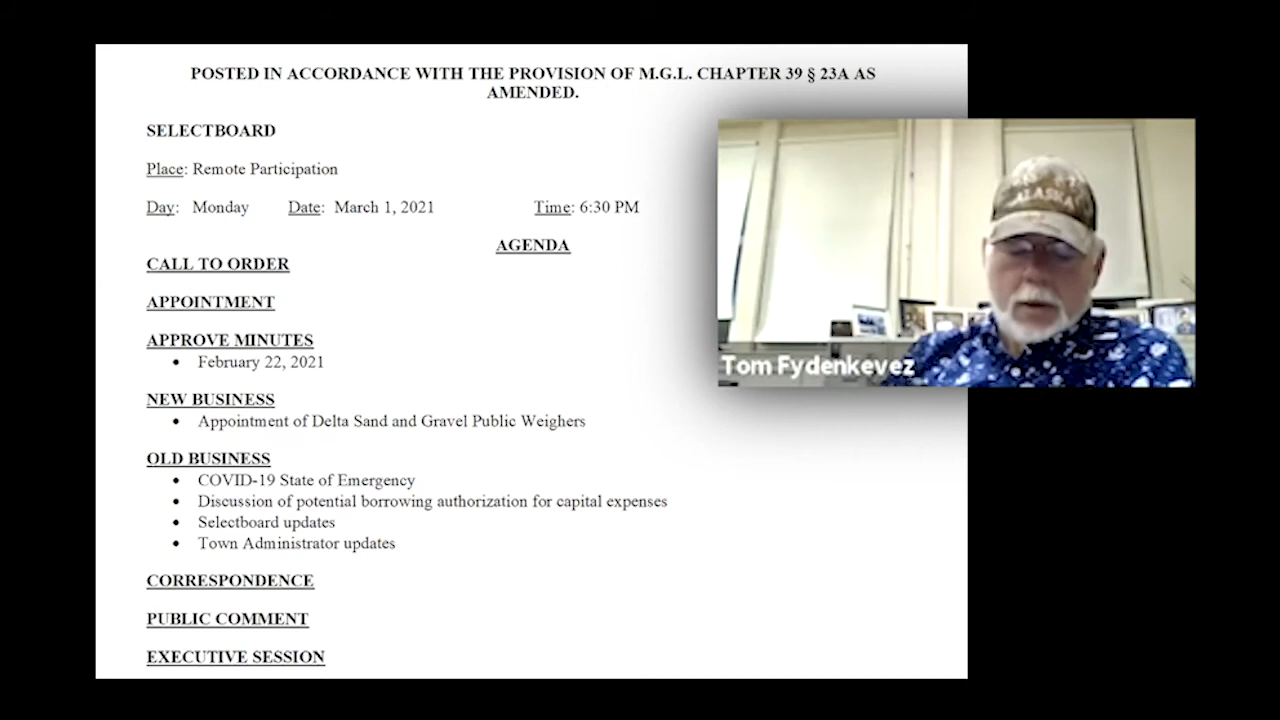 POSTED IN ACCORDANCE WITH THE PROVISION OF M.G.L. CHAPTER 39 § 23A AS
AMENDED.
SELECTBOARD
Place: Remote Participation
Day: Monday Date: March 1, 2021 Time: 6:30 PM
AGENDA
CALL TO ORDER
APPOINTMENT
APPROVE MINUTES
• February 22, 2021
NEW BUSINESS
• Appointment of Delta Sand and Gravel Public Weighers
OLD BUSINESS
• COVID-19 State of Emergency
• Discussion of potential borrowing authorization for capital expenses
• Selectboard updates
• Town Administrator updates
CORRESPONDENCE
PUBLIC COMMENT
EXECUTIVE SESSION
ALASKA
Tom Fydenkevez